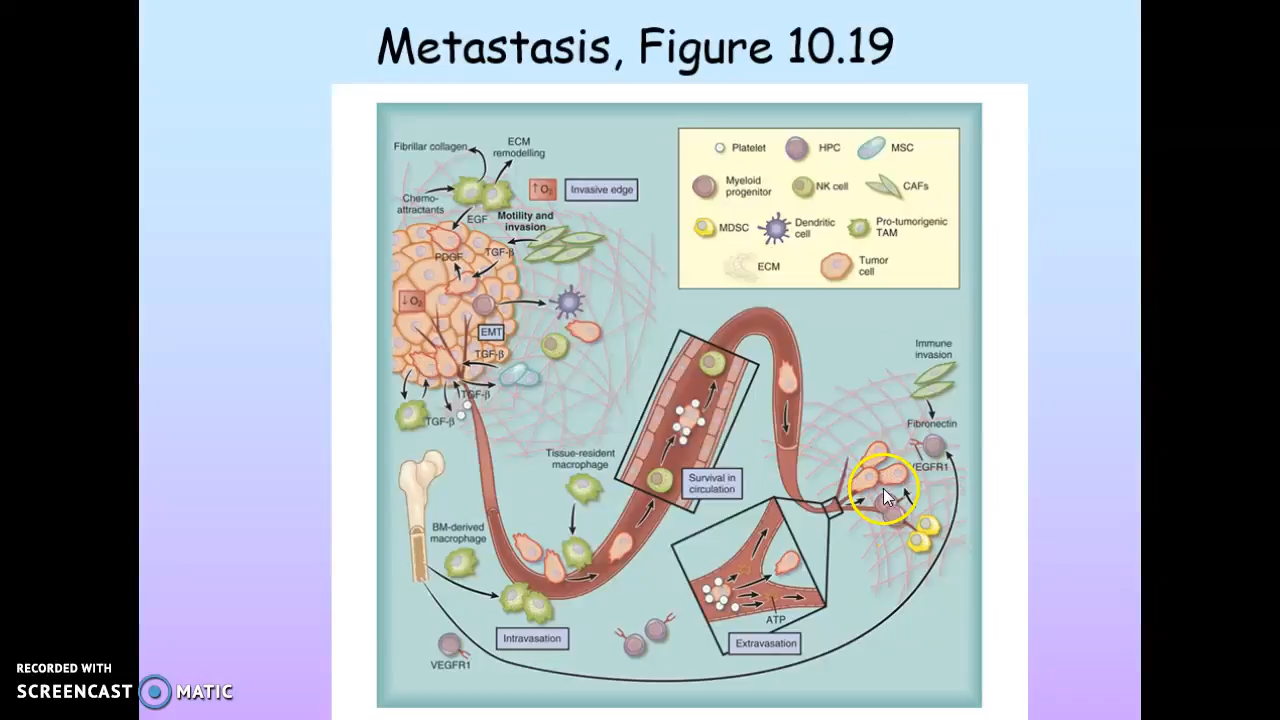 Metastasis, Figure 10.19
Fibrillar collagen
ECM
remodelling
Chemo-
attractants
↑O₂
Invasive edge
EGF
Motility and
invasion
PDGF
TGF-β
↓O₂
EMT
TGF-β
TGF-β
TGF-β
Platelet
HPC
MSC
Myeloid
progenitor
NK cell
CAFs
MDSC
Dendritic
cell
Pro-tumorigenic
TAM
ECM
Tumor
cell
Immune
invasion
Fibronectin
VEGFR1
Tissue-resident
macrophage
Survival in
circulation
BM-derived
macrophage
Intravasation
ATP
Extravasation
VEGFR1
RECORDED WITH
SCREENCAST MATIC